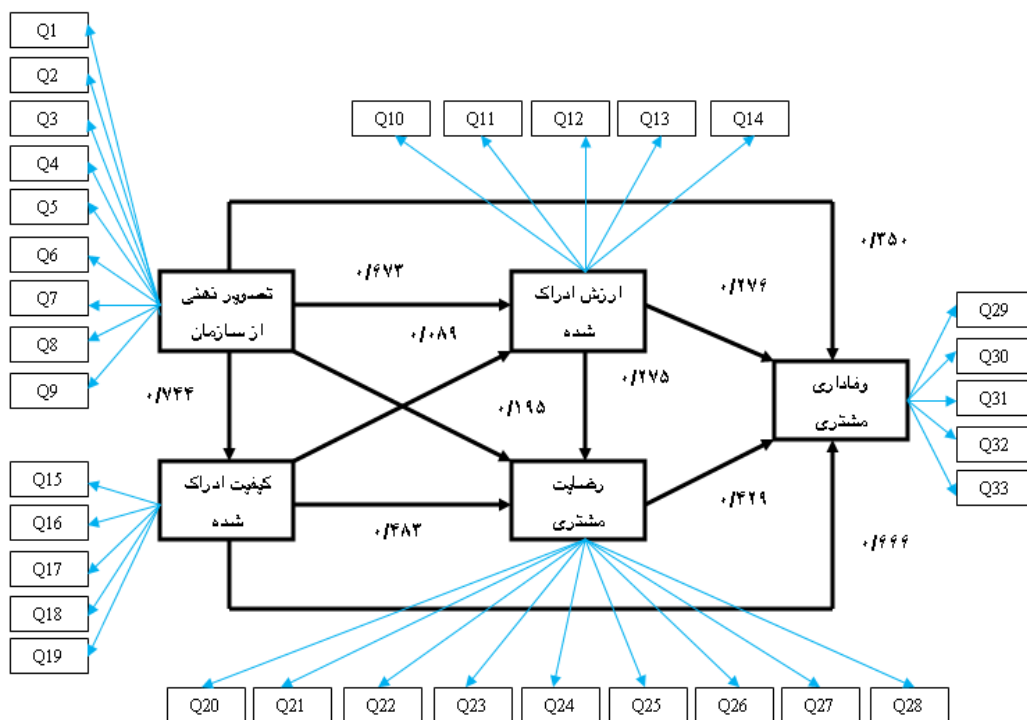 Q1
Q2
Q3
Q4
Q5
Q6
Q7
Q8
Q9
Q10
Q11
Q12
Q13
Q14
۰/۳۵۰
۰/۶۷۳
۰/۲۷۶
تصویر ذهنی
از سازمان
ارزش ادراک
شده
۰/۰۸۹
۰/۲۷۵
۰/۷۴۴
۰/۱۹۵
وفاداری
مشتری
Q29
Q30
Q31
Q32
Q33
کیفیت ادراک
شده
رضایت
مشتری
۰/۴۸۳
۰/۴۲۹
۰/۶۶۶
Q15
Q16
Q17
Q18
Q19
Q20
Q21
Q22
Q23
Q24
Q25
Q26
Q27
Q28